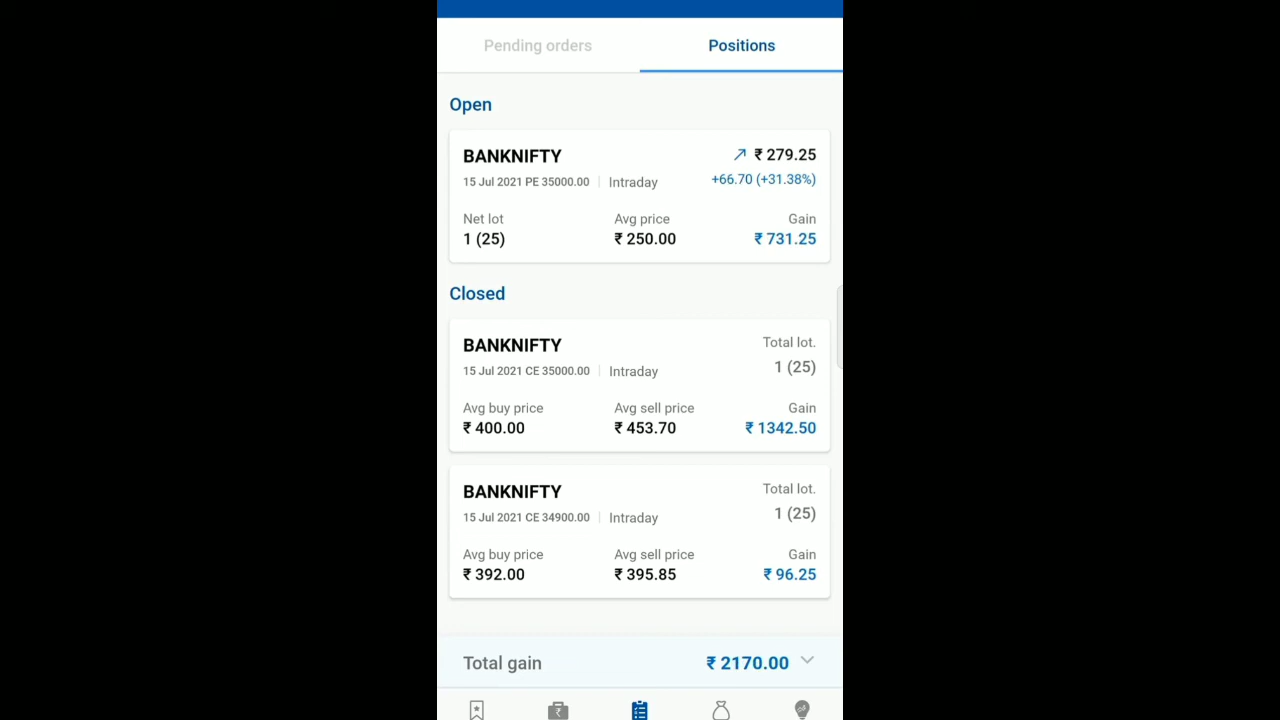 Pending orders Positions
Open
BANKNIFTY ₹ 279.25
15 Jul 2021 PE 35000.00 Intraday +66.70 (+31.38%)
Net lot Avg price Gain
1 (25) ₹ 250.00 ₹ 731.25
Closed
BANKNIFTY Total lot.
15 Jul 2021 CE 35000.00 Intraday 1 (25)
Avg buy price Avg sell price Gain
₹ 400.00 ₹ 453.70 ₹ 1342.50
BANKNIFTY Total lot.
15 Jul 2021 CE 34900.00 Intraday 1 (25)
Avg buy price Avg sell price Gain
₹ 392.00 ₹ 395.85 ₹ 96.25
Total gain ₹ 2170.00